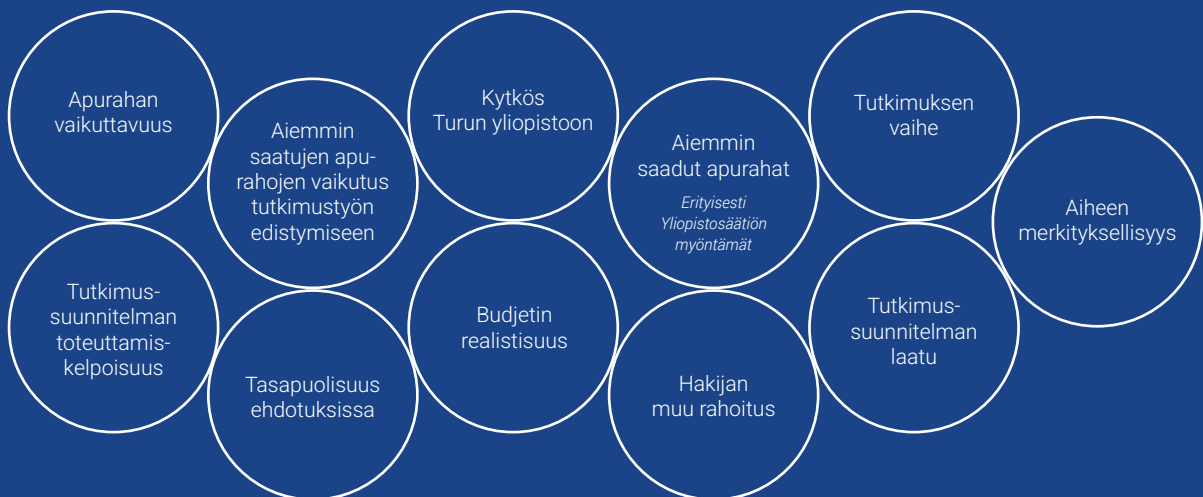 Apurahan
vaikuttavuus
Aiemmin
saatujen apu-
rahojen vaikutus
tutkimustyön
edistymiseen
Kytkös
Turun yliopistoon
Aiemmin
saadut apurahat
Erityisesti
Yliopistosäätiön
myöntämät
Tutkimuksen
vaihe
Aiheen
merkityksellisyys
Tutkimus-
suunnitelman
toteuttamis-
kelpoisuus
Tasapuolisuus
ehdotuksissa
Budjetin
realistisuus
Hakijan
muu rahoitus
Tutkimus-
suunnitelman
laatu